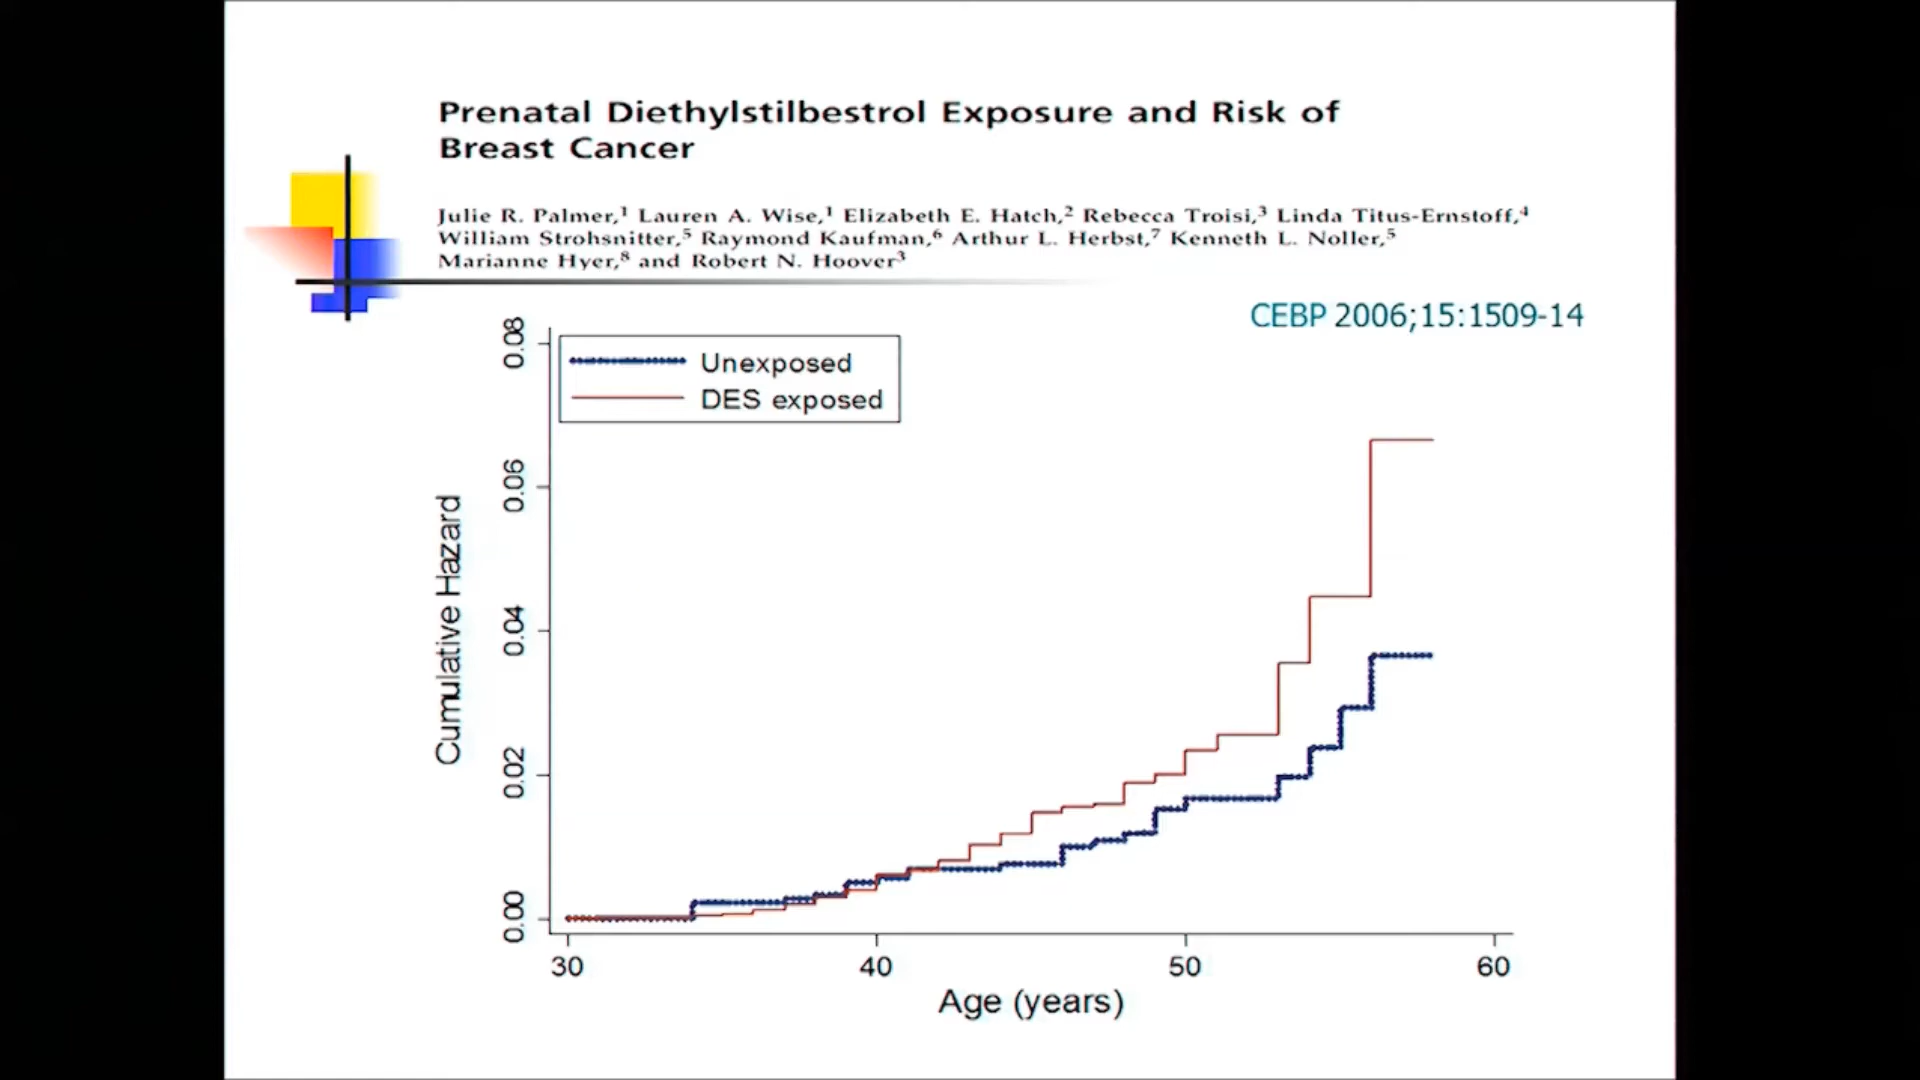 Prenatal Diethylstilbestrol Exposure and Risk of
Breast Cancer
Julie R. Palmer,¹ Lauren A. Wise,¹ Elizabeth E. Hatch,² Rebecca Troisi,³ Linda Titus-Ernstoff,⁴
William Strohsnitter,⁵ Raymond Kaufman,⁶ Arthur L. Herbst,⁷ Kenneth L. Noller,⁵
Marianne Hyer,⁸ and Robert N. Hoover³
CEBP 2006;15:1509-14
Unexposed
DES exposed
Cumulative Hazard
0.08
0.06
0.04
0.02
0.00
30 40 50 60
Age (years)